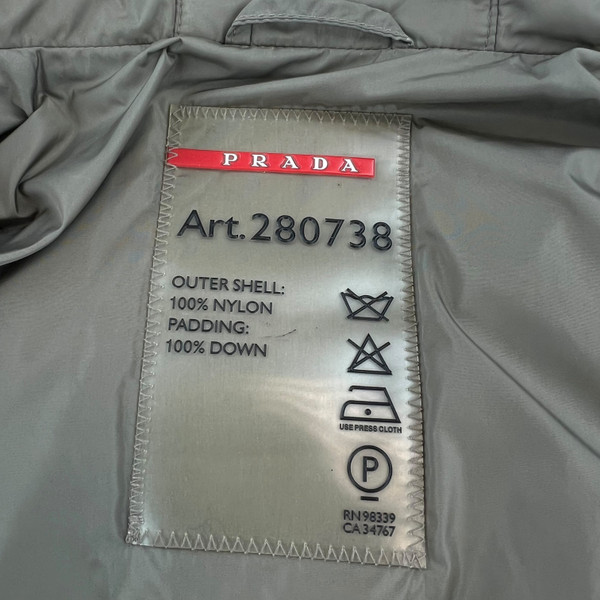 PRADA
Art. 280738
OUTER SHELL:
100% NYLON
PADDING:
100% DOWN
USE PRESS CLOTH
P
RN 98339
CA 34767